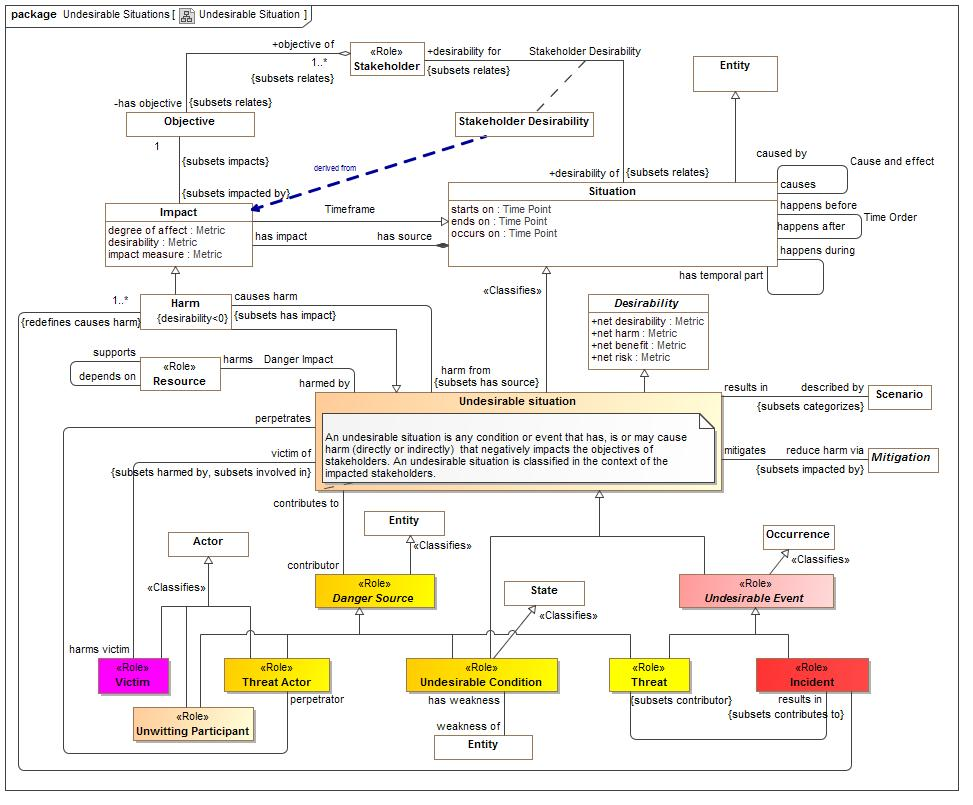 package Undesirable Situations [ Undesirable Situation ]
+objective of
1..*
{subsets relates}
«Role»
Stakeholder
+desirability for
{subsets relates}
Stakeholder Desirability
Entity
-has objective
{subsets relates}
Objective
1
{subsets impacts}
{subsets impacted by}
Stakeholder Desirability
derived from
+desirability of
{subsets relates}
caused by
causes
Cause and effect
happens before
happens after
Time Order
happens during
has temporal part
Situation
starts on : Time Point
ends on : Time Point
occurs on : Time Point
Impact
degree of affect : Metric
desirability : Metric
impact measure : Metric
Timeframe
has impact
has source
«Classifies»
1..*
{redefines causes harm}
Harm
{desirability<0}
causes harm
{subsets has impact}
Desirability
+net desirability : Metric
+net harm : Metric
+net benefit : Metric
+net risk : Metric
supports
depends on
«Role»
Resource
harms
Danger Impact
harmed by
harm from
{subsets has source}
Undesirable situation
An undesirable situation is any condition or event that has, is or may cause
harm (directly or indirectly)  that negatively impacts the objectives of
stakeholders. An undesirable situation is classified in the context of the
impacted stakeholders.
results in
described by
{subsets categorizes}
Scenario
mitigates
reduce harm via
{subsets impacted by}
Mitigation
perpetrates
victim of
{subsets harmed by, subsets involved in}
contributes to
contributor
Actor
«Classifies»
Entity
«Classifies»
Occurrence
«Classifies»
«Role»
Danger Source
State
«Classifies»
«Role»
Undesirable Event
harms victim
«Role»
Victim
«Role»
Threat Actor
perpetrator
«Role»
Undesirable Condition
has weakness
weakness of
Entity
«Role»
Threat
{subsets contributor}
«Role»
Incident
results in
{subsets contributes to}
«Role»
Unwitting Participant